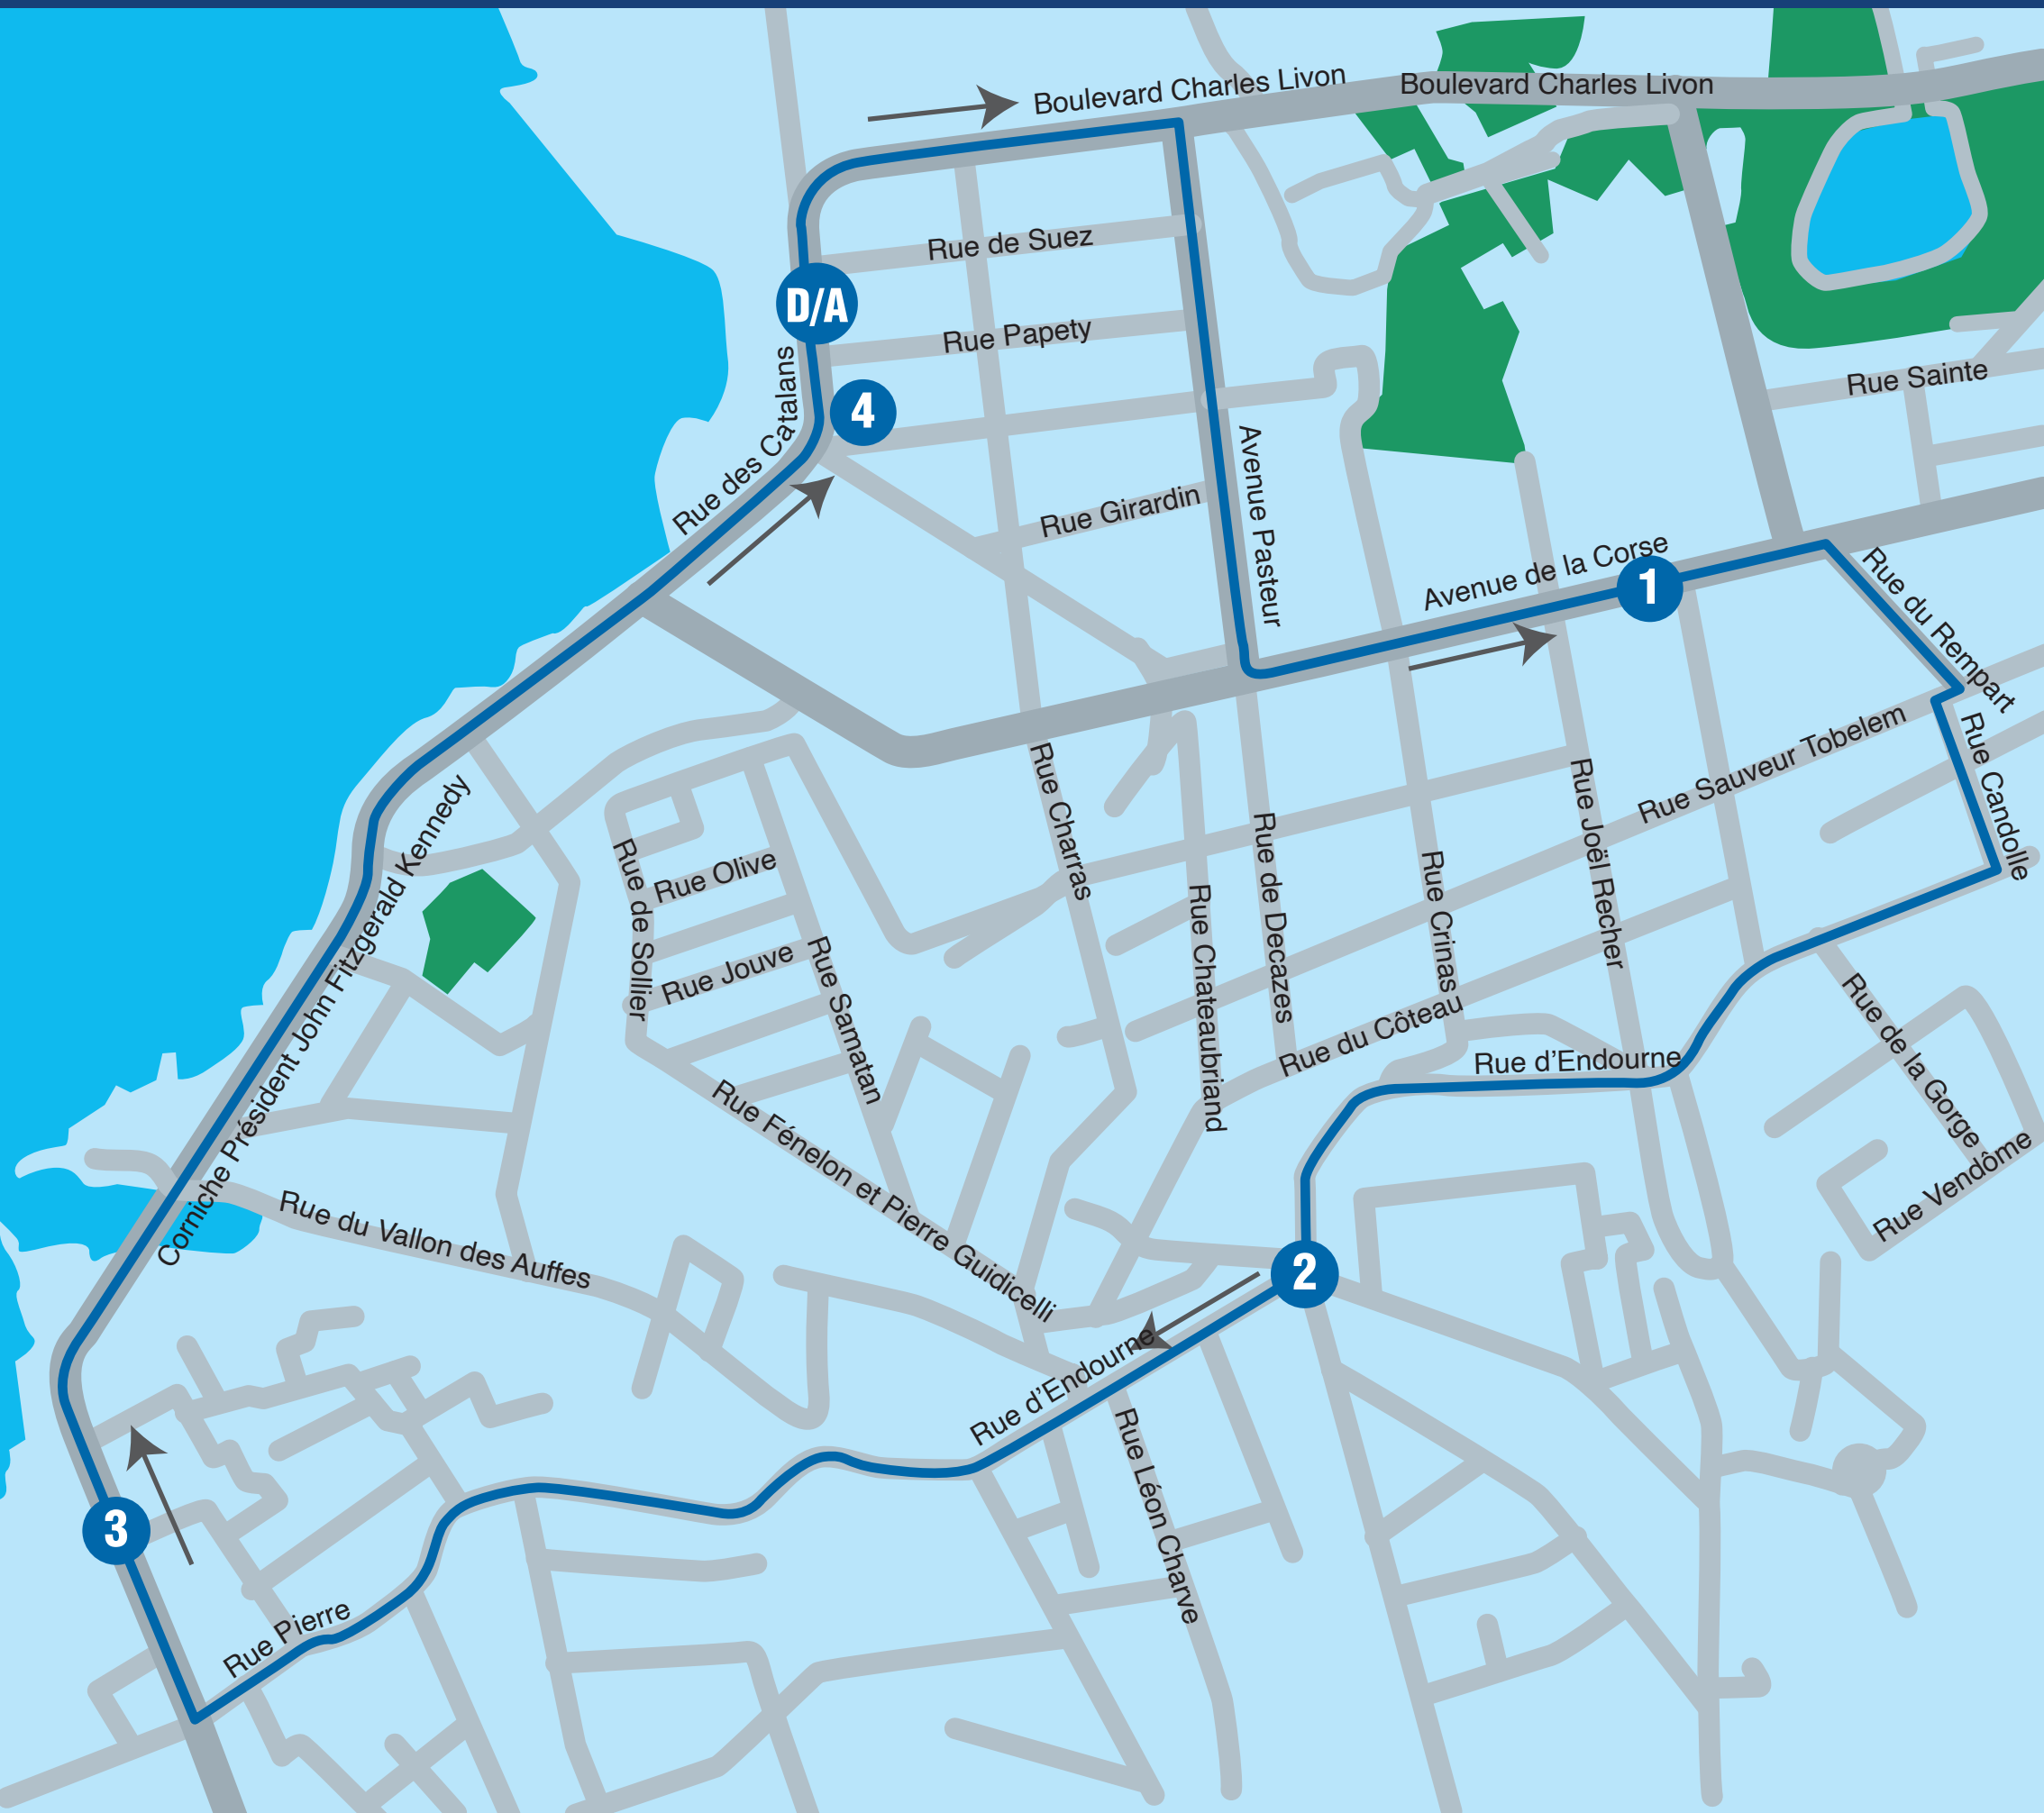 Boulevard Charles Livon
Boulevard Charles Livon
Rue de Suez
D/A
Rue Papety
Rue Sainte
4
Rue des Catalans
Avenue Pasteur
Rue Girardin
Avenue de la Corse
1
Rue du Rempart
Rue Candolle
Rue Sauveur Tobelem
Rue Charras
Rue Joël Recher
Corniche Président John Fitzgerald Kennedy
Rue de Sollier
Rue Olive
Rue de Decazes
Rue Crinas
Rue Chateaubriand
Rue Jouve
Rue Samatan
Rue du Côteau
Rue d'Endourne
Rue de la Gorge
Rue Vendôme
Rue Fénelon et Pierre Guidicelli
Rue du Vallon des Auffes
2
Rue d'Endourne
Rue Léon Charve
3
Rue Pierre